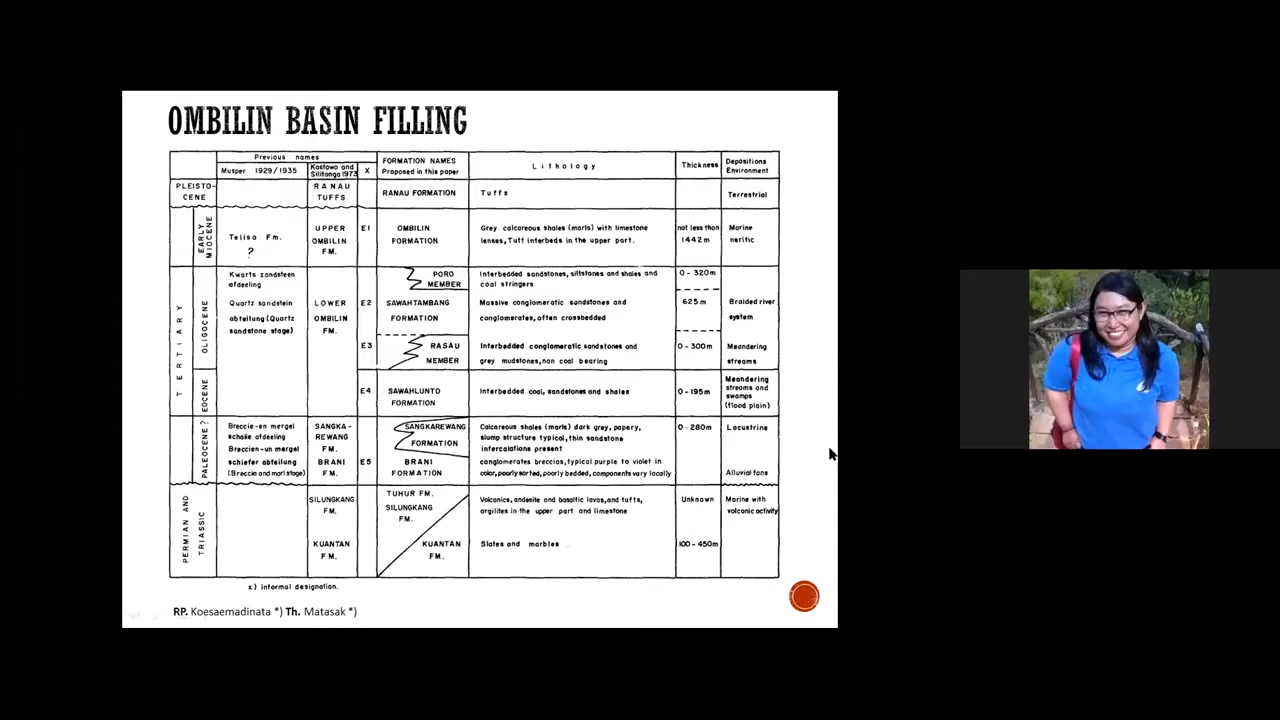 OMBILIN BASIN FILLING
Previous names
Musper 1929/1935
Kastowo and
Silitonga 1973
X
FORMATION NAMES
Proposed in this paper
Lithology
Thickness
Depositions
Environment
PLEISTO-
CENE
RANAU
TUFFS
RANAU FORMATION
Tuffs
Terrestrial
TERTIARY
EARLY
MIOCENE
Telisa Fm.
?
UPPER
OMBILIN
FM.
E1
OMBILIN
FORMATION
Grey calcareous shales (marls) with limestone
lenses, Tuff interbeds in the upper part.
not less than
1442 m
Marine
neritic
OLIGOCENE
Kwarts zandsteen
afdeeling
Quartz sandstein
abteilung (Quartz
sandstone stage)
LOWER
OMBILIN
FM.
PORO
MEMBER
Interbedded sandstones, siltstones and shales and
coal stringers
0-320m
E2
SAWAHTAMBANG
FORMATION
Massive conglomeratic sandstones and
conglomerates, often crossbedded
625 m
Braided river
system
E3
RASAU
MEMBER
Interbedded conglomeratic sandstones and
grey mudstones, non coal bearing
0-300m
Meandering
streams
EOCENE
E4
SAWAHLUNTO
FORMATION
Interbedded coal, sandstones and shales
0-195m
Meandering
streams and
swamps
(flood plain)
PALEOCENE ?
Breccie-en mergel
schalie afdeeling
Breccien-un mergel
schiefer abteilung
(Breccia and marl stage)
SANGKA-
REWANG
FM.
BRANI
FM.
E5
SANGKAREWANG
FORMATION
Calcareous shales (marls) dark grey, papery,
slump structure typical, thin sandstone
intercalations present
0-280m
Lacustrine
BRANI
FORMATION
conglomerates breccias, typical purple to violet in
color, poorly sorted, poorly bedded, components vary locally
Alluvial fans
PERMIAN AND
TRIASSIC
SILUNGKANG
FM.
KUANTAN
FM.
TUHUR FM.
SILUNGKANG
FM.
KUANTAN
FM.
Volcanics, andesite and basaltic lavas, and tuffs,
argilites in the upper part and limestone
Unknown
Marine with
volcanic activity
Slates and marbles
100-450m
x) informal designation.
RP. Koesaemadinata *) Th. Matasak *)